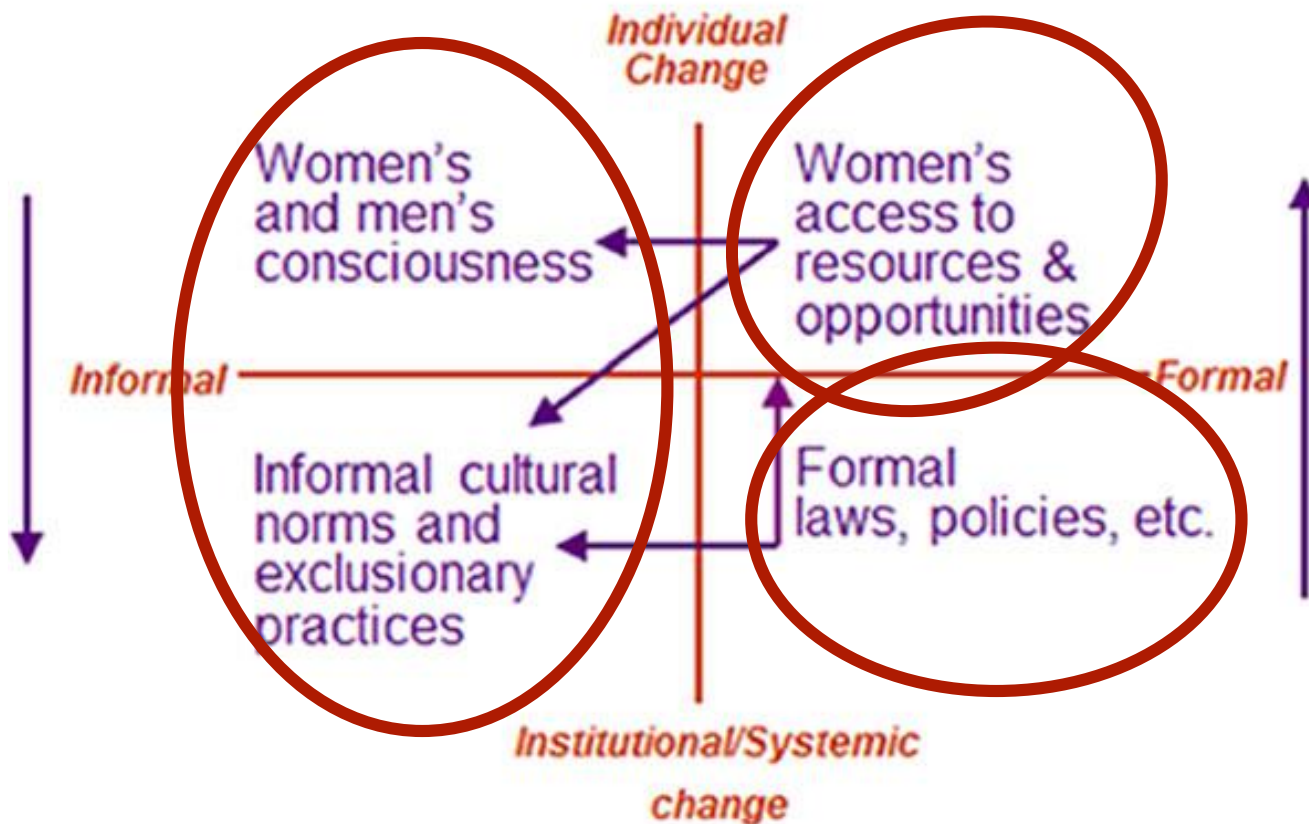 Individual
Change
Women's
and men's
consciousness
Women's
access to
resources &
opportunities
Informal
Formal
Informal cultural
norms and
exclusionary
practices
Formal
laws, policies, etc.
Institutional/Systemic
change